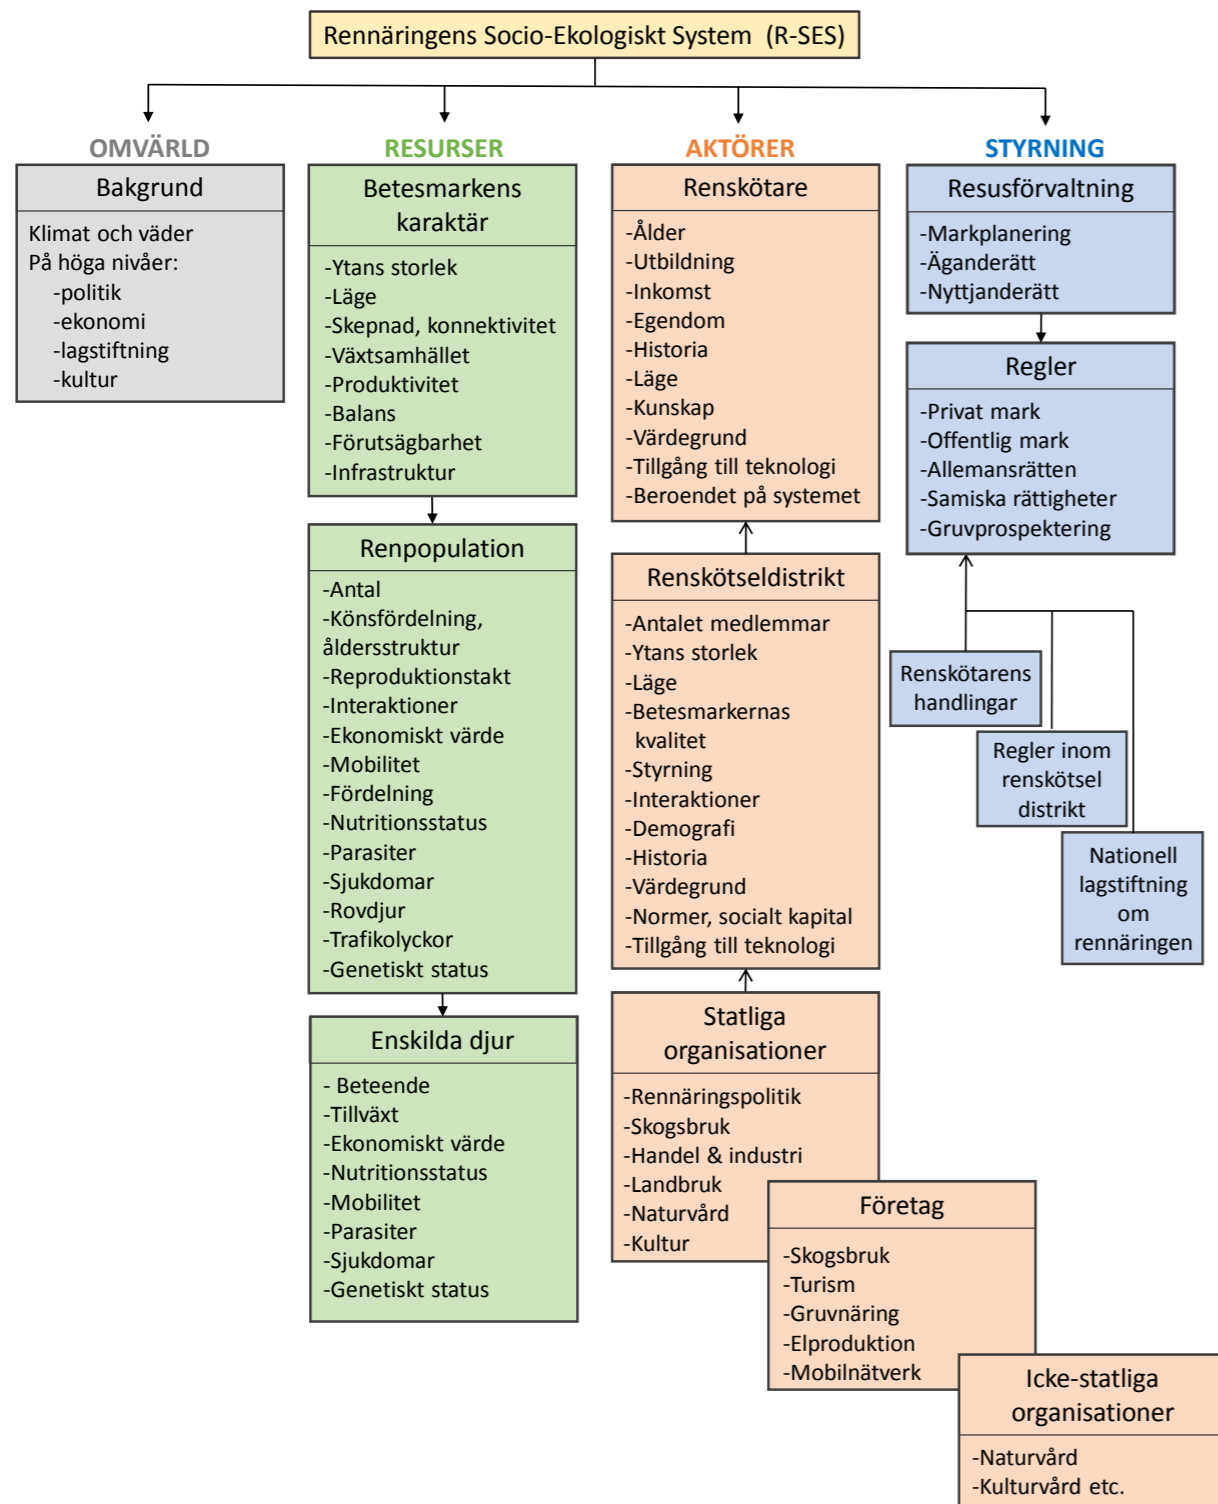 Rennäringens Socio-Ekologiskt System (R-SES)
OMVÄRLD
Bakgrund
Klimat och väder
På höga nivåer:
-politik
-ekonomi
-lagstiftning
-kultur
RESURSER
Betesmarkens
karaktär
-Ytans storlek
-Läge
-Skepnad, konnektivitet
-Växtsamhället
-Produktivitet
-Balans
-Förutsägbarhet
-Infrastruktur
Renpopulation
-Antal
-Könsfördelning,
åldersstruktur
-Reproduktionstakt
-Interaktioner
-Ekonomiskt värde
-Mobilitet
-Fördelning
-Nutritionsstatus
-Parasiter
-Sjukdomar
-Rovdjur
-Trafikolyckor
-Genetiskt status
Enskilda djur
- Beteende
-Tillväxt
-Ekonomiskt värde
-Nutritionsstatus
-Mobilitet
-Parasiter
-Sjukdomar
-Genetiskt status
AKTÖRER
Renskötare
-Ålder
-Utbildning
-Inkomst
-Egendom
-Historia
-Läge
-Kunskap
-Värdegrund
-Tillgång till teknologi
-Beroendet på systemet
Renskötseldistrikt
-Antalet medlemmar
-Ytans storlek
-Läge
-Betesmarkernas
kvalitet
-Styrning
-Interaktioner
-Demografi
-Historia
-Värdegrund
-Normer, socialt kapital
-Tillgång till teknologi
Statliga
organisationer
-Rennäringspolitik
-Skogsbruk
-Handel & industri
-Landbruk
-Naturvård
-Kultur
Företag
-Skogsbruk
-Turism
-Gruvnäring
-Elproduktion
-Mobilnätverk
Icke-statliga
organisationer
-Naturvård
-Kulturvård etc.
STYRNING
Resusförvaltning
-Markplanering
-Äganderätt
-Nyttjanderätt
Regler
-Privat mark
-Offentlig mark
-Allemansrätten
-Samiska rättigheter
-Gruvprospektering
Renskötarens
handlingar
Regler inom
renskötsel
distrikt
Nationell
lagstiftning
om
rennäringen